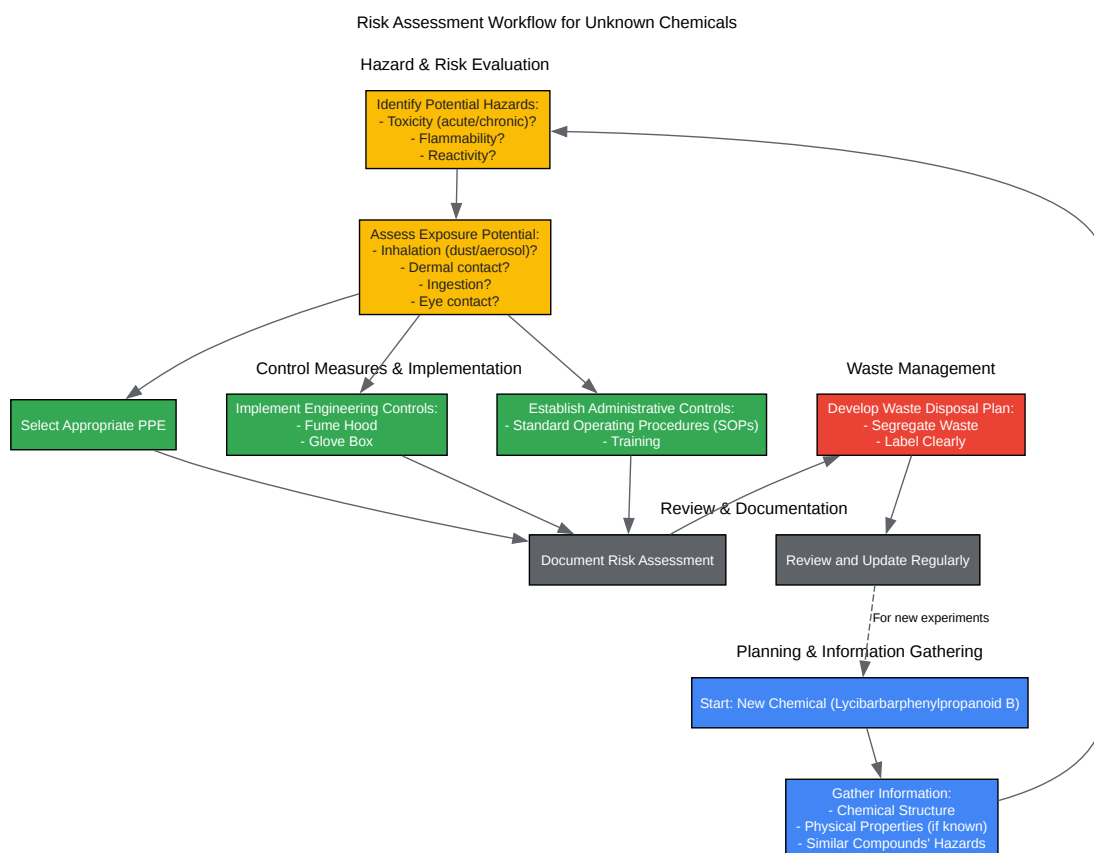 Risk Assessment Workflow for Unknown Chemicals
Hazard & Risk Evaluation
Identify Potential Hazards:
- Toxicity (acute/chronic)?
- Flammability?
- Reactivity?
Assess Exposure Potential:
- Inhalation (dust/aerosol)?
- Dermal contact?
- Ingestion?
- Eye contact?
Control Measures & Implementation
Select Appropriate PPE
Implement Engineering Controls:
- Fume Hood
- Glove Box
Establish Administrative Controls:
- Standard Operating Procedures (SOPs)
- Training
Waste Management
Develop Waste Disposal Plan:
- Segregate Waste
- Label Clearly
Review & Documentation
Document Risk Assessment
Review and Update Regularly
For new experiments
Planning & Information Gathering
Start: New Chemical (Lycibarbarphenylpropanoid B)
Gather Information:
- Chemical Structure
- Physical Properties (if known)
- Similar Compounds' Hazards